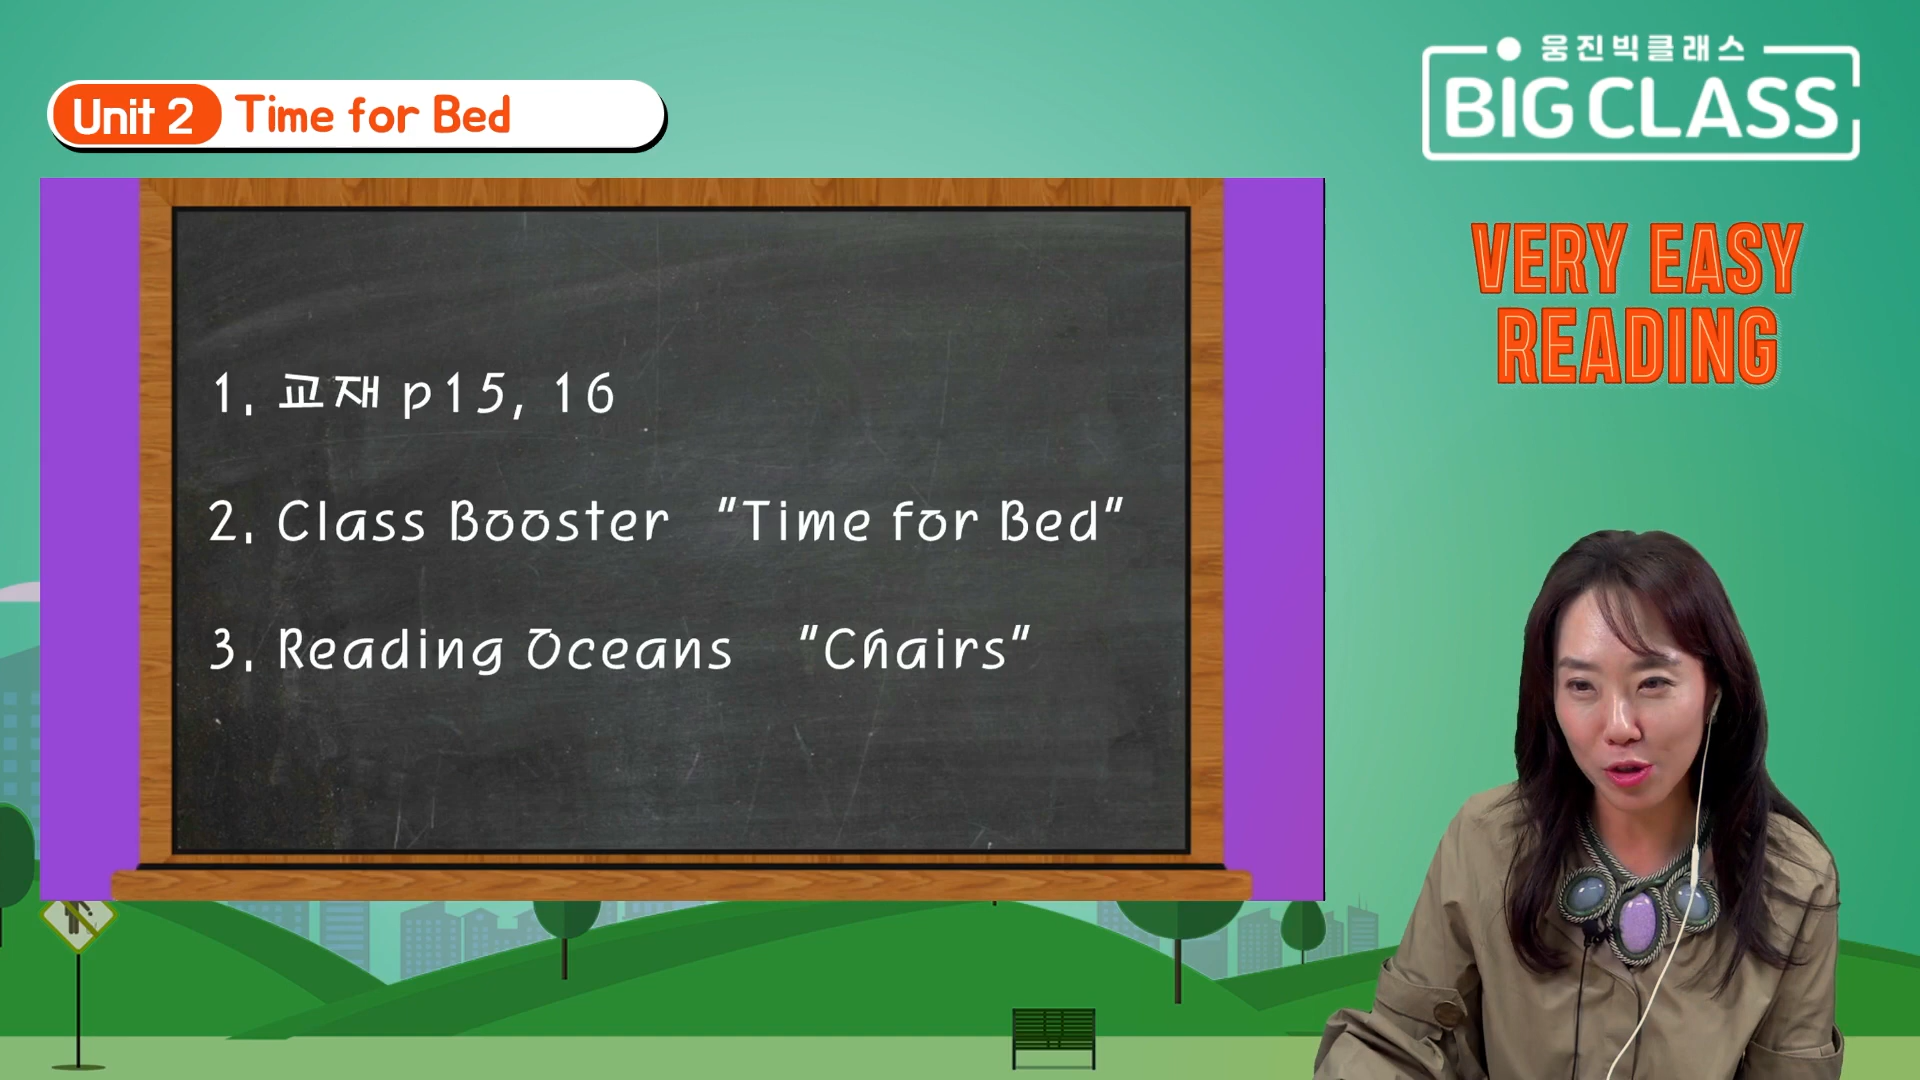 Unit 2 Time for Bed
웅진빅클래스
BIG CLASS
VERY EASY
READING
1. 교재 p15, 16
2. Class Booster "Time for Bed"
3. Reading Oceans "Chairs"